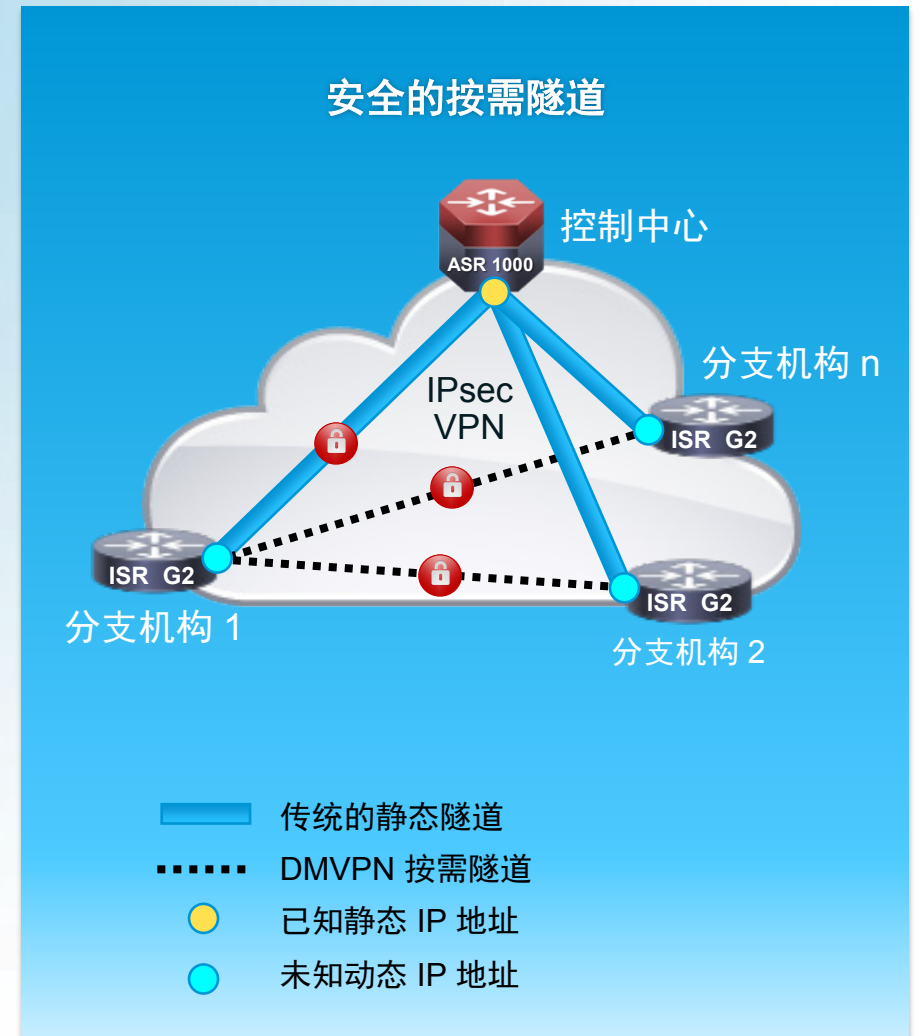 安全的按需隧道
控制中心
ASR 1000
分支机构 n
IPsec
VPN
ISR G2
ISR G2
分支机构 1
ISR G2
分支机构 2
传统的静态隧道
DMVPN 按需隧道
已知静态 IP 地址
未知动态 IP 地址